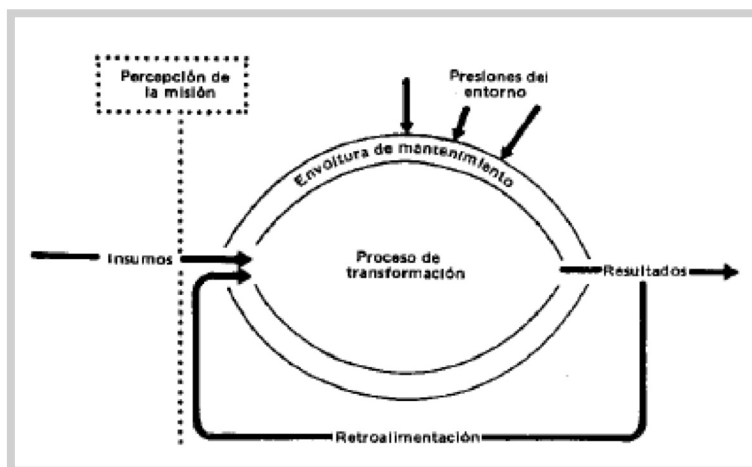 Percepción de
la misión
Presiones del
entorno
Envoltura de mantenimiento
Insumos
Proceso de
transformación
Resultados
Retroalimentación